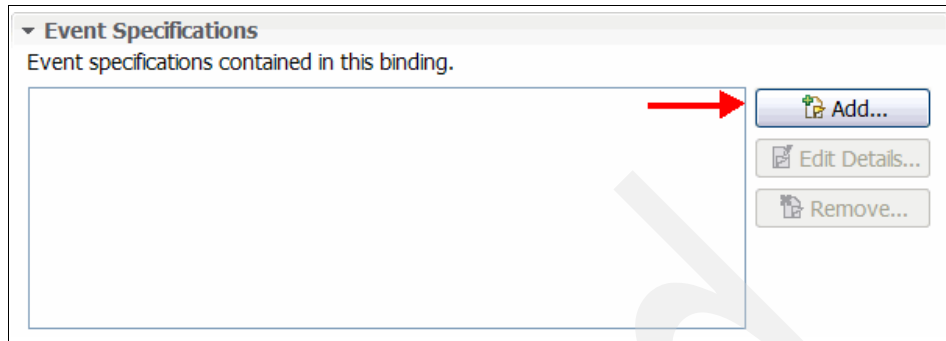 Event Specifications
Event specifications contained in this binding.
Add...
Edit Details...
Remove...